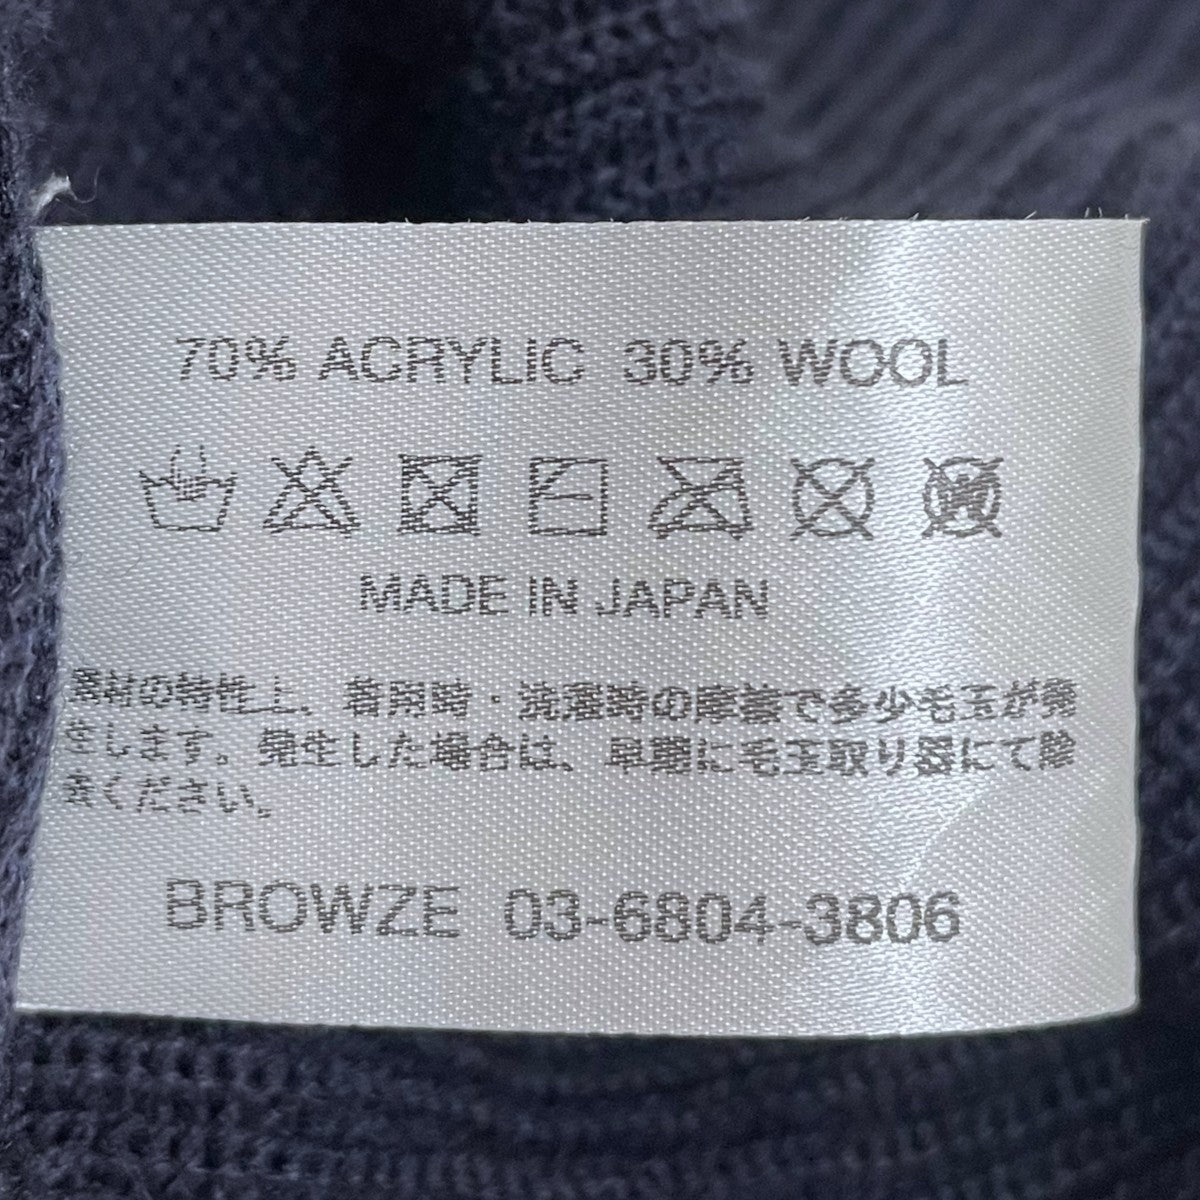 70% ACRYLIC 30% WOOL
MADE IN JAPAN
素材の特性上、着用時・洗濯時の摩擦で多少毛玉が発
生します。発生した場合は、早期に毛玉取り器にて除
去ください。
BROWZE 03-6804-3806